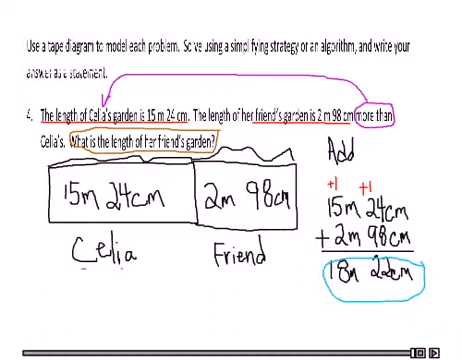 Use a tape diagram to model each problem. Solve using a simplifying strategy or an algorithm, and write your
answer as a statement.
4. The length of Celia's garden is 15 m 24 cm. The length of her friend's garden is 2 m 98 cm more than
Celia's. What is the length of her friend's garden?
Add
15m 24cm 2m 98cm
+1 +1
15m 24cm
+ 2m 98cm
18m 22cm
Celia Friend